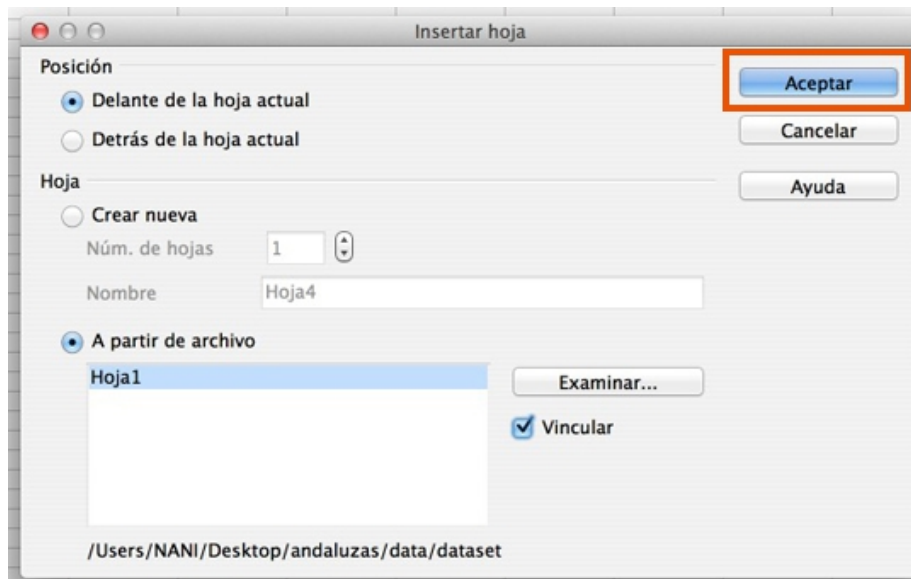 Insertar hoja
Posición
Delante de la hoja actual
Detrás de la hoja actual
Aceptar
Cancelar
Ayuda
Hoja
Crear nueva
Núm. de hojas 1
Nombre Hoja4
A partir de archivo
Hoja1
Examinar...
Vincular
/Users/NANI/Desktop/andaluzas/data/dataset